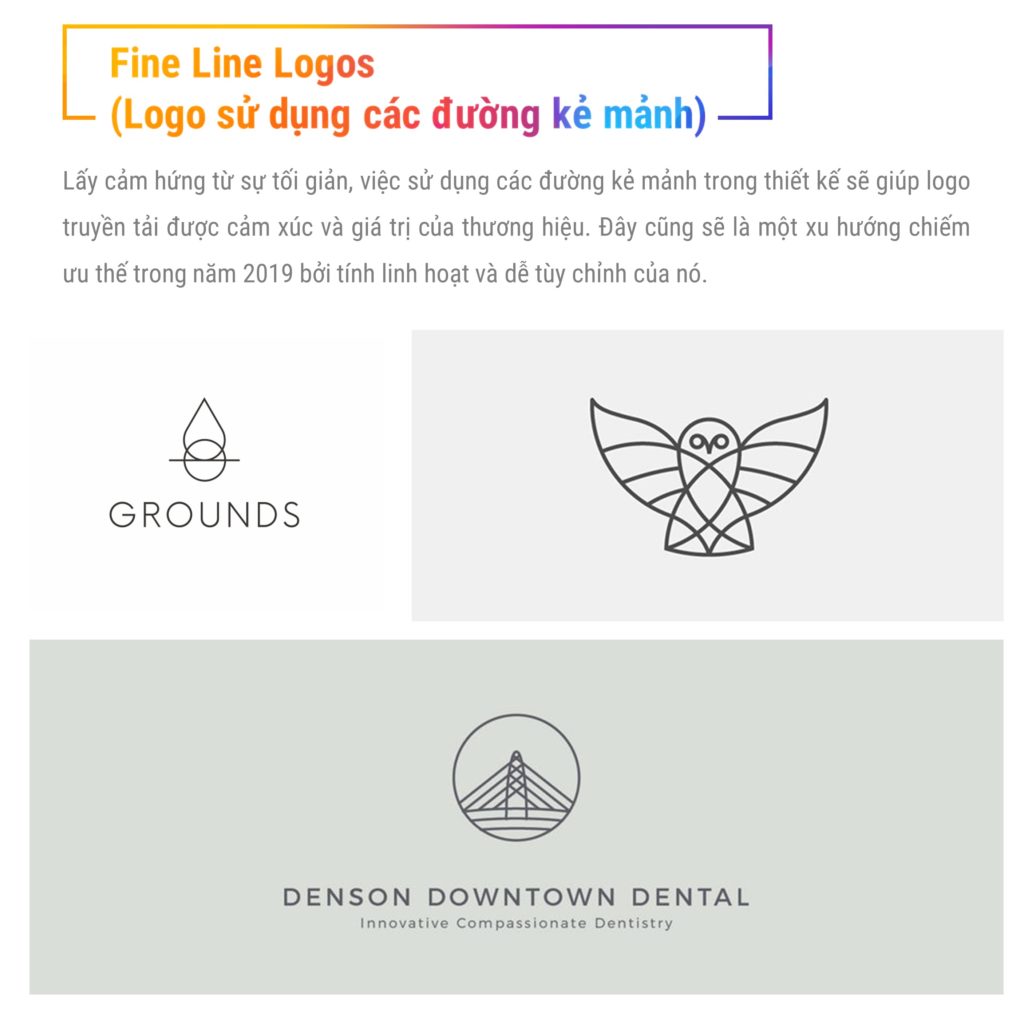 Fine Line Logos
(Logo sử dụng các đường kẻ mảnh)
Lấy cảm hứng từ sự tối giản, việc sử dụng các đường kẻ mảnh trong thiết kế sẽ giúp logo
truyền tải được cảm xúc và giá trị của thương hiệu. Đây cũng sẽ là một xu hướng chiếm
ưu thế trong năm 2019 bởi tính linh hoạt và dễ tùy chỉnh của nó.
GROUNDS
DENSON DOWNTOWN DENTAL
Innovative Compassionate Dentistry